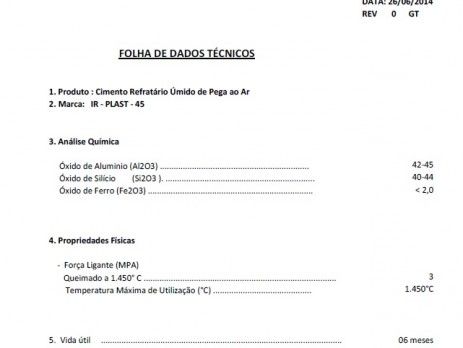 DATA: 26/06/2014
REV 0 GT
FOLHA DE DADOS TÉCNICOS
1. Produto : Cimento Refratário Úmido de Pega ao Ar
2. Marca: IR - PLAST - 45
3. Análise Química
Óxido de Aluminio (Al2O3) .......................................................................... 42-45
Óxido de Silício (Si2O3 ). .......................................................................... 40-44
Óxido de Ferro (Fe2O3) .............................................................................. < 2,0
4. Propriedades Físicas
- Força Ligante (MPA)
Queimado a 1.450° C .................................................................................. 3
Temperatura Máxima de Utilização (°C) ...................................................... 1.450°C
5. Vida útil .................................................................................................. 06 meses